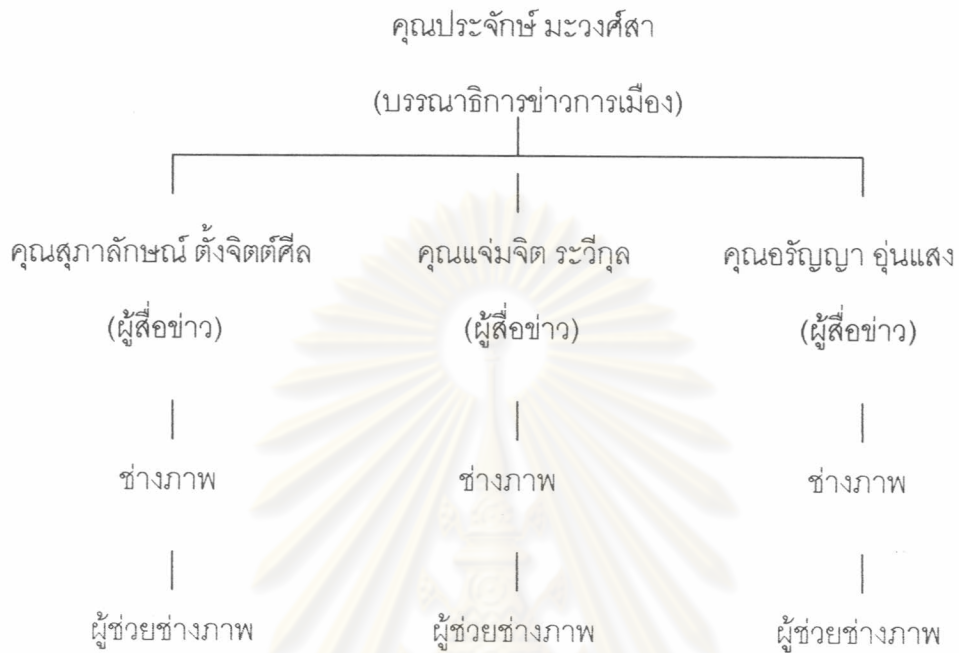 คุณประจักษ์ มะวงศ์สา
(บรรณาธิการข่าวการเมือง)
คุณสุภาลักษณ์ ตั้งจิตต์ศีล คุณแจ่มจิต ระวีกุล คุณอรัญญา อุ่นแสง
(ผู้สื่อข่าว) (ผู้สื่อข่าว) (ผู้สื่อข่าว)
ช่างภาพ ช่างภาพ ช่างภาพ
ผู้ช่วยช่างภาพ ผู้ช่วยช่างภาพ ผู้ช่วยช่างภาพ